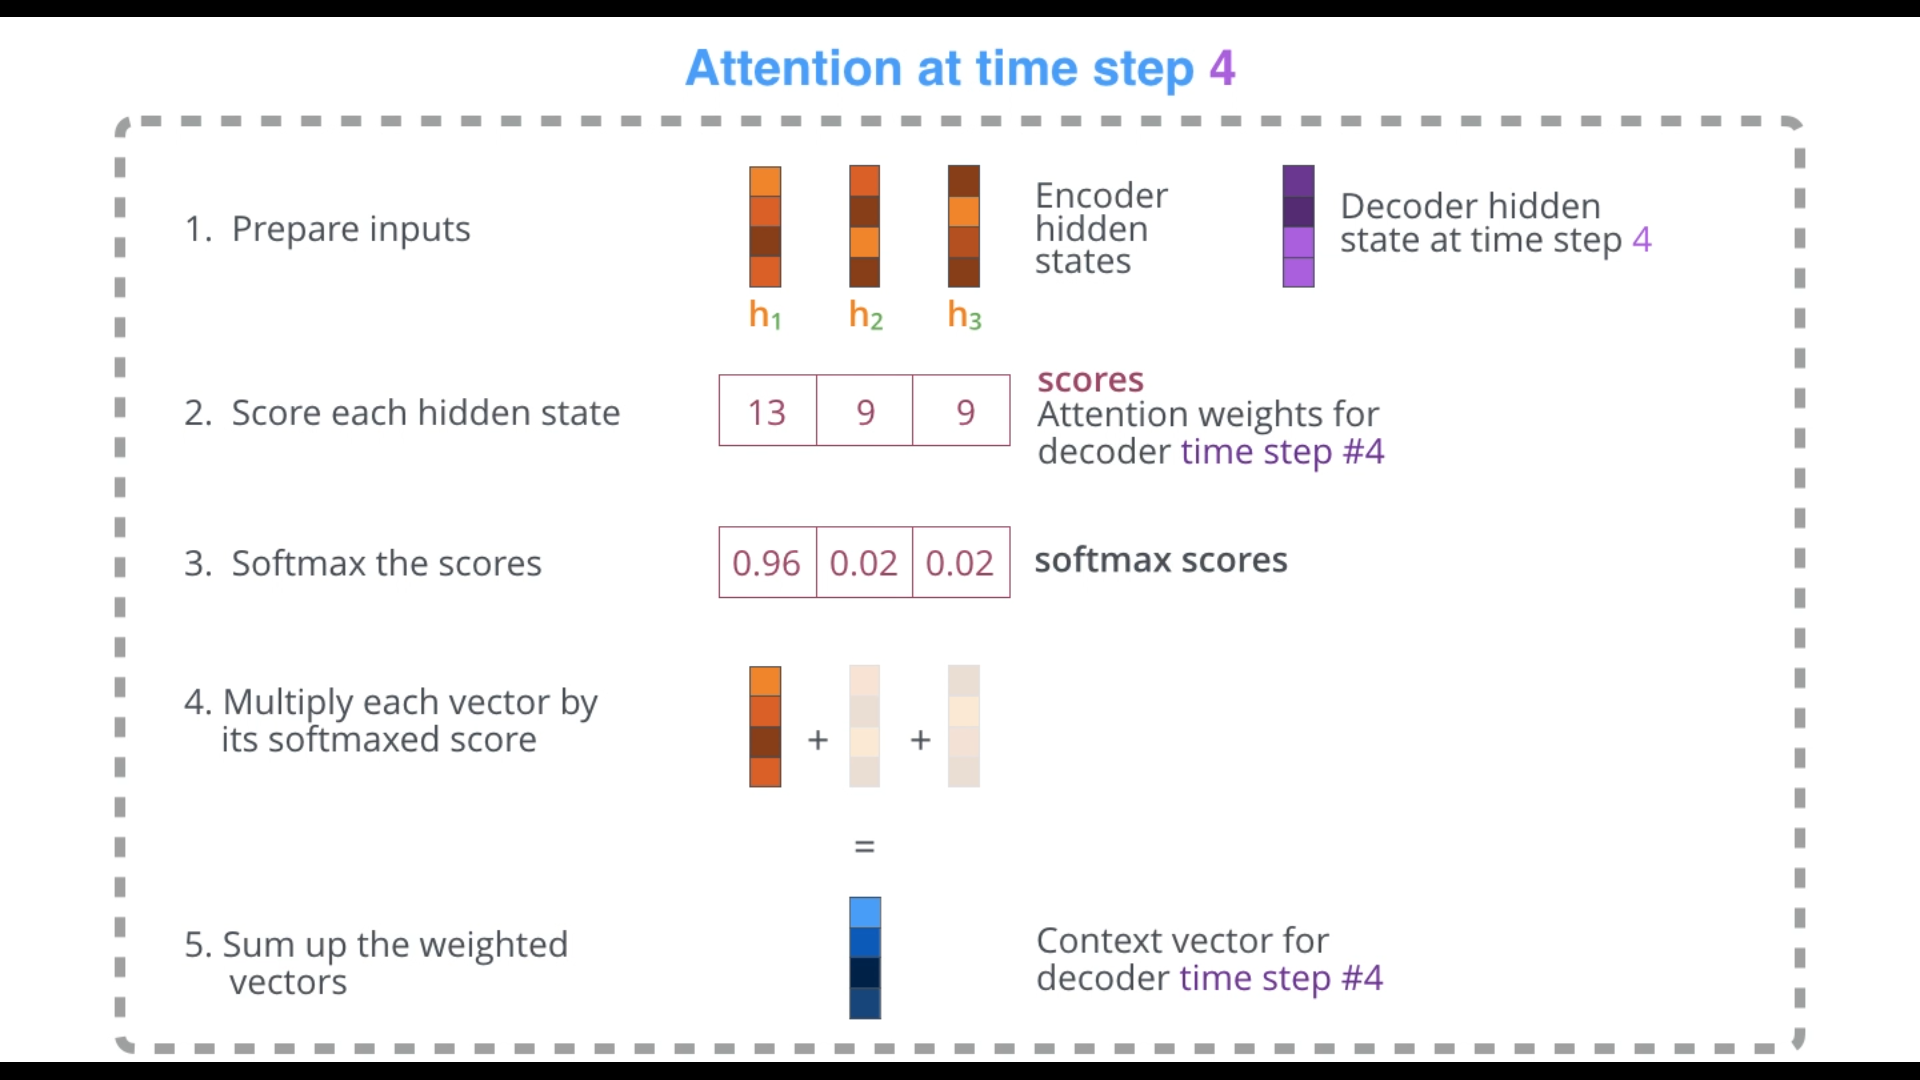 Attention at time step 4
1. Prepare inputs
Encoder
hidden
states
Decoder hidden
state at time step 4
h1 h2 h3
2. Score each hidden state
13 9 9
scores
Attention weights for
decoder time step #4
3. Softmax the scores
0.96 0.02 0.02
softmax scores
4. Multiply each vector by
its softmaxed score
+ +
=
5. Sum up the weighted
vectors
Context vector for
decoder time step #4